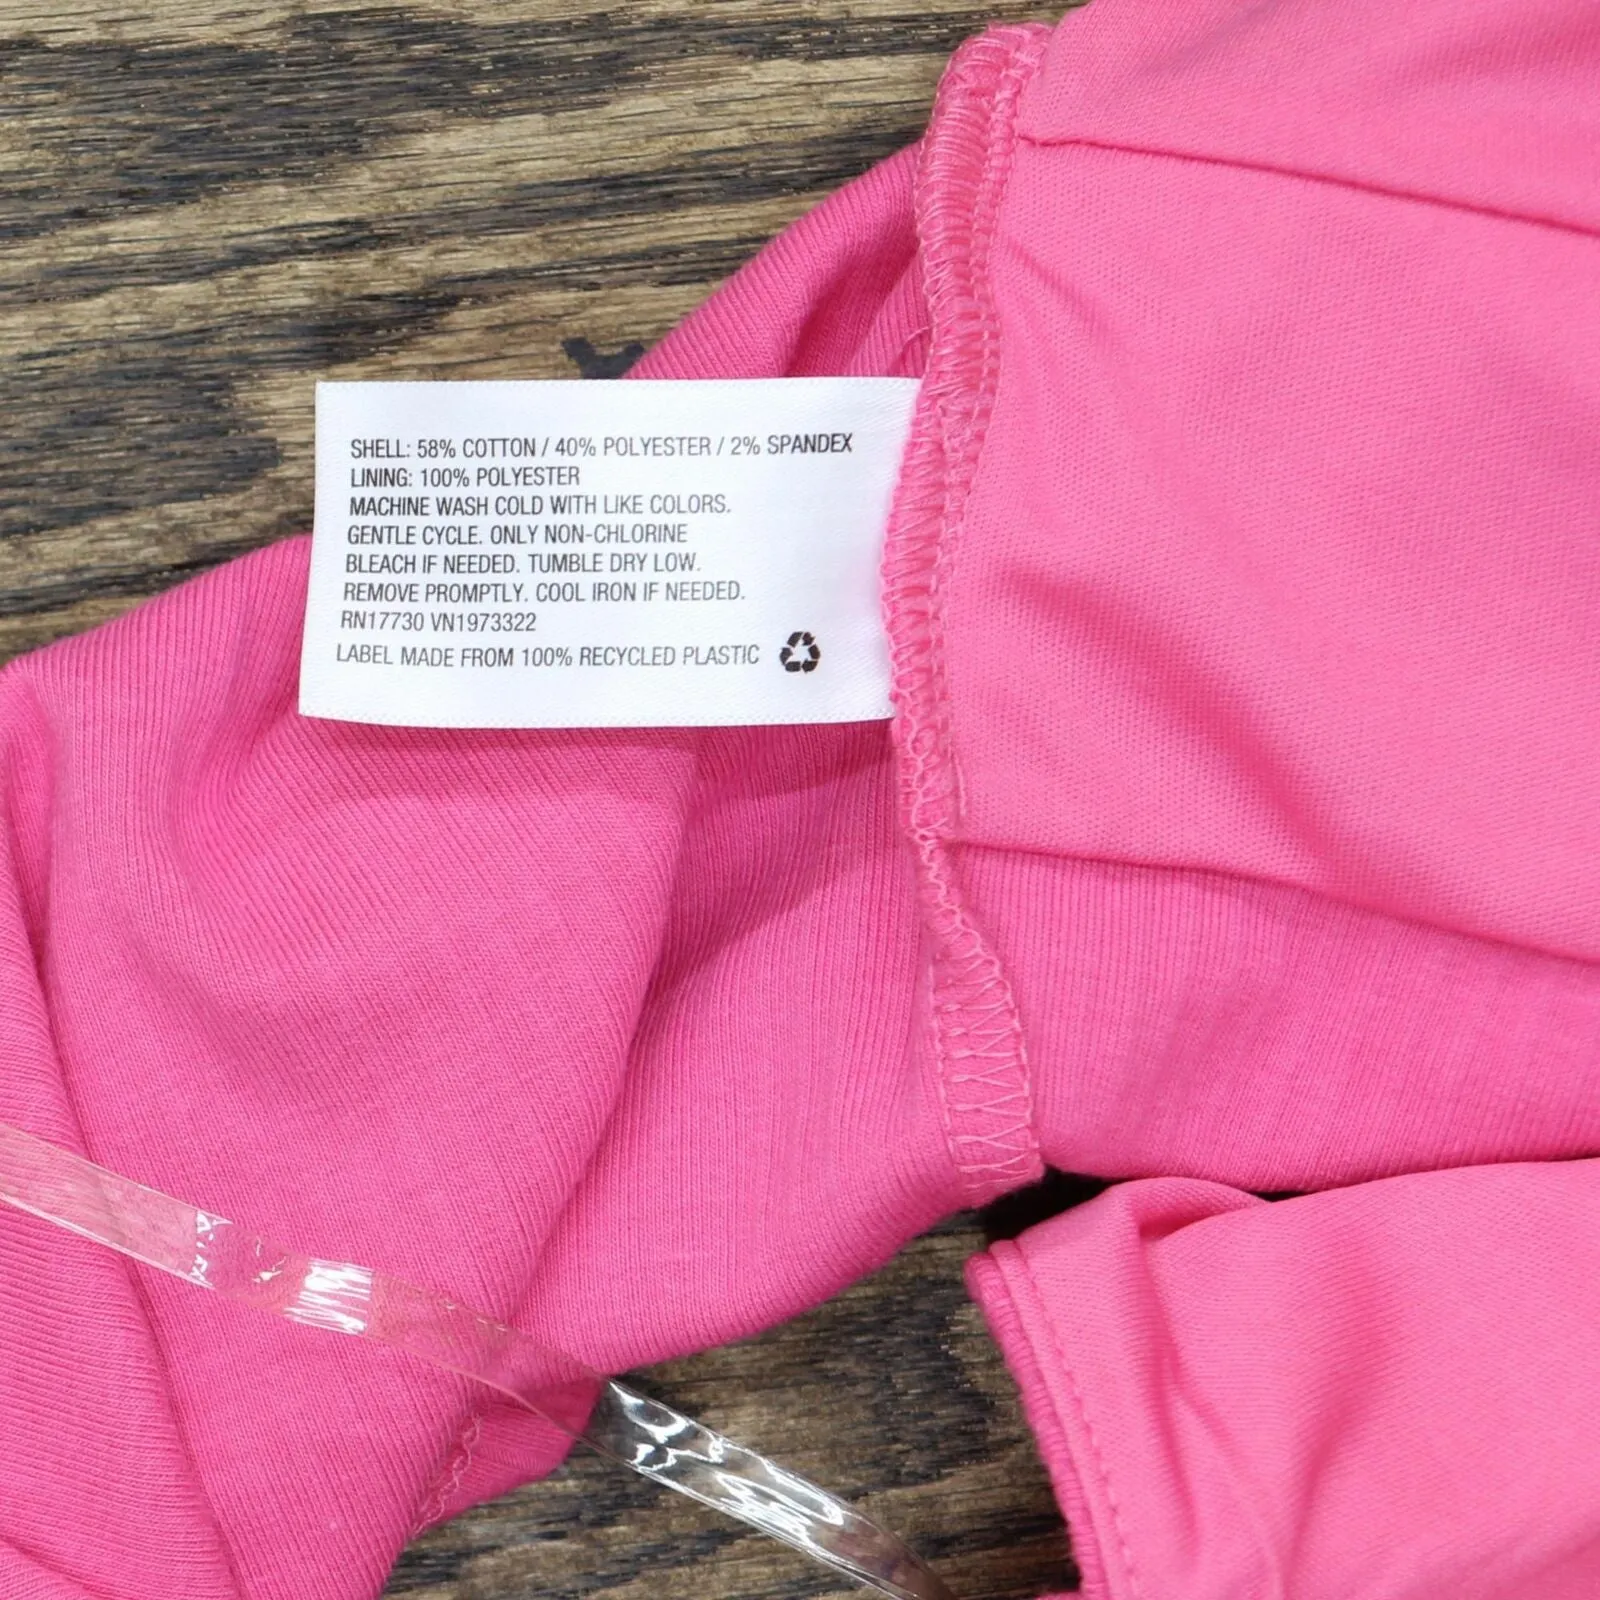 SHELL: 58% COTTON / 40% POLYESTER / 2% SPANDEX
LINING: 100% POLYESTER
MACHINE WASH COLD WITH LIKE COLORS.
GENTLE CYCLE. ONLY NON-CHLORINE
BLEACH IF NEEDED. TUMBLE DRY LOW.
REMOVE PROMPTLY. COOL IRON IF NEEDED.
RN17730 VN1973322
LABEL MADE FROM 100% RECYCLED PLASTIC